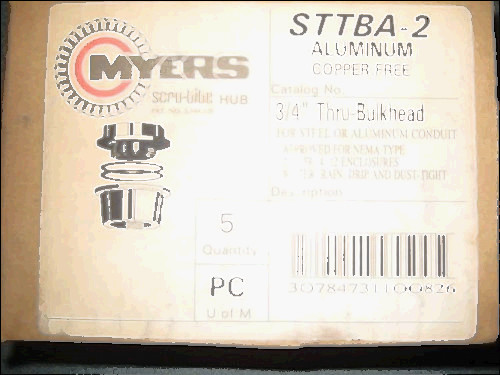 MYERS
scru-tite HUB
STTBA-2
ALUMINUM
COPPER FREE
Catalog No.
3/4" Thru-Bulkhead
FOR STEEL OR ALUMINUM CONDUIT
APPROVED FOR NEMA TYPE
ENCLOSURES
RAIN, DRIP AND DUST-TIGHT
Description
5
Quantity
PC
U of M
30784731100826